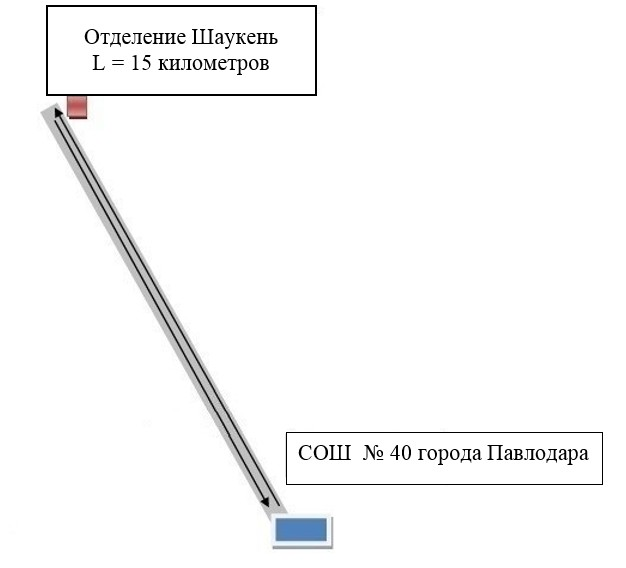 Отделение Шаукень
L = 15 километров
СОШ № 40 города Павлодара